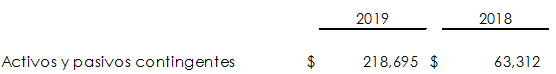 2019 2018
Activos y pasivos contingentes $ 218,695 $ 63,312